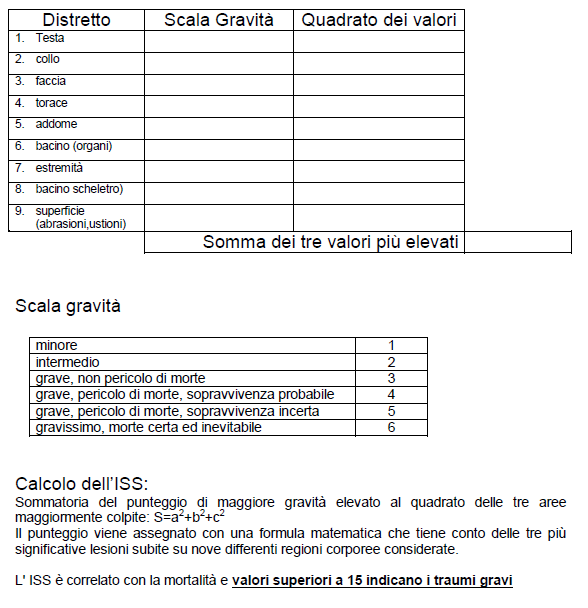 Distretto Scala Gravità Quadrato dei valori
1. Testa
2. collo
3. faccia
4. torace
5. addome
6. bacino (organi)
7. estremità
8. bacino scheletro)
9. superficie
(abrasioni,ustioni)
Somma dei tre valori più elevati
Scala gravità
minore 1
intermedio 2
grave, non pericolo di morte 3
grave, pericolo di morte, sopravvivenza probabile 4
grave, pericolo di morte, sopravvivenza incerta 5
gravissimo, morte certa ed inevitabile 6
Calcolo dell'ISS:
Sommatoria del punteggio di maggiore gravità elevato al quadrato delle tre aree
maggiormente colpite: S=a²+b²+c²
Il punteggio viene assegnato con una formula matematica che tiene conto delle tre più
significative lesioni subite su nove differenti regioni corporee considerate.
L' ISS è correlato con la mortalità e valori superiori a 15 indicano i traumi gravi